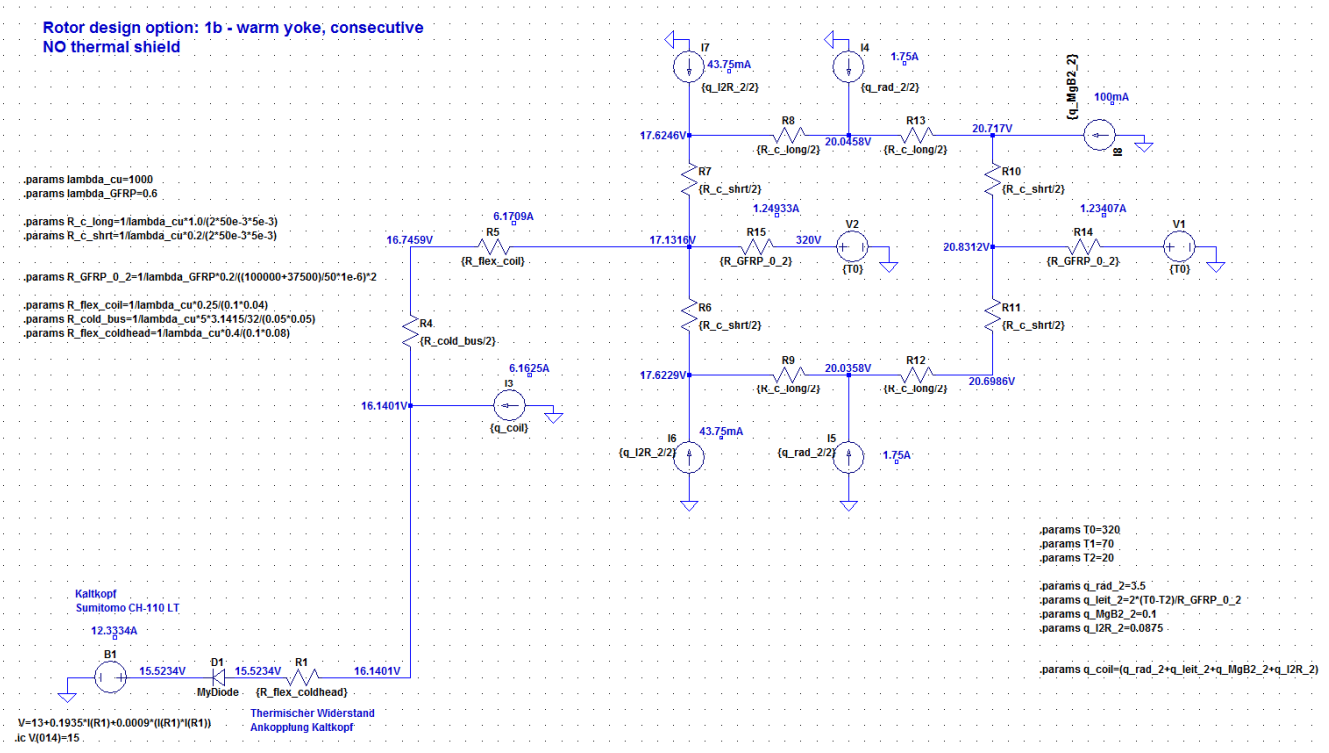 Rotor design option: 1b - warm yoke, consecutive
NO thermal shield
I7
43.75mA
{q_I2R_2/2}
I4
1.75A
{q_rad_2/2}
{q_MgB2_2}
100mA
I8
17.6246V
R8
{R_c_long/2}
20.0458V
R13
{R_c_long/2}
20.717V
.params lambda_cu=1000
.params lambda_GFRP=0.6
.params R_c_long=1/lambda_cu*1.0/(2*50e-3*5e-3)
.params R_c_shrt=1/lambda_cu*0.2/(2*50e-3*5e-3)
.params R_GFRP_0_2=1/lambda_GFRP*0.2/((100000+37500)/50*1e-6)*2
.params R_flex_coil=1/lambda_cu*0.25/(0.1*0.04)
.params R_cold_bus=1/lambda_cu*5*3.1415/32/(0.05*0.05)
.params R_flex_coldhead=1/lambda_cu*0.4/(0.1*0.08)
R7
{R_c_shrt/2}
R10
{R_c_shrt/2}
6.1709A
16.7459V
R5
{R_flex_coil}
17.1316V
1.24933A
R15
{R_GFRP_0_2}
320V
V2
{T0}
20.8312V
1.23407A
R14
{R_GFRP_0_2}
V1
{T0}
R4
{R_cold_bus/2}
R6
{R_c_shrt/2}
R11
{R_c_shrt/2}
6.1625A
I3
{q_coil}
16.1401V
17.6229V
R9
{R_c_long/2}
20.0358V
R12
{R_c_long/2}
20.6986V
I6
43.75mA
{q_I2R_2/2}
I5
{q_rad_2/2}
1.75A
.params T0=320
.params T1=70
.params T2=20
.params q_rad_2=3.5
.params q_leit_2=2*(T0-T2)/R_GFRP_0_2
.params q_MgB2_2=0.1
.params q_I2R_2=0.0875
.params q_coil=(q_rad_2+q_leit_2+q_MgB2_2+q_I2R_2)
Kaltkopf
Sumitomo CH-110 LT
12.3334A
B1
15.5234V
D1
MyDiode
15.5234V
R1
{R_flex_coldhead}
16.1401V
Thermischer Widerstand
Ankopplung Kaltkopf
V=13+0.1935*I(R1)+0.0009*(I(R1)*I(R1))
.ic V(014)=15